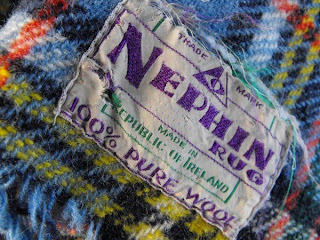 TRADE MARK
NEPHIN
RUG
MADE IN
REPUBLIC OF IRELAND
100% PURE WOOL